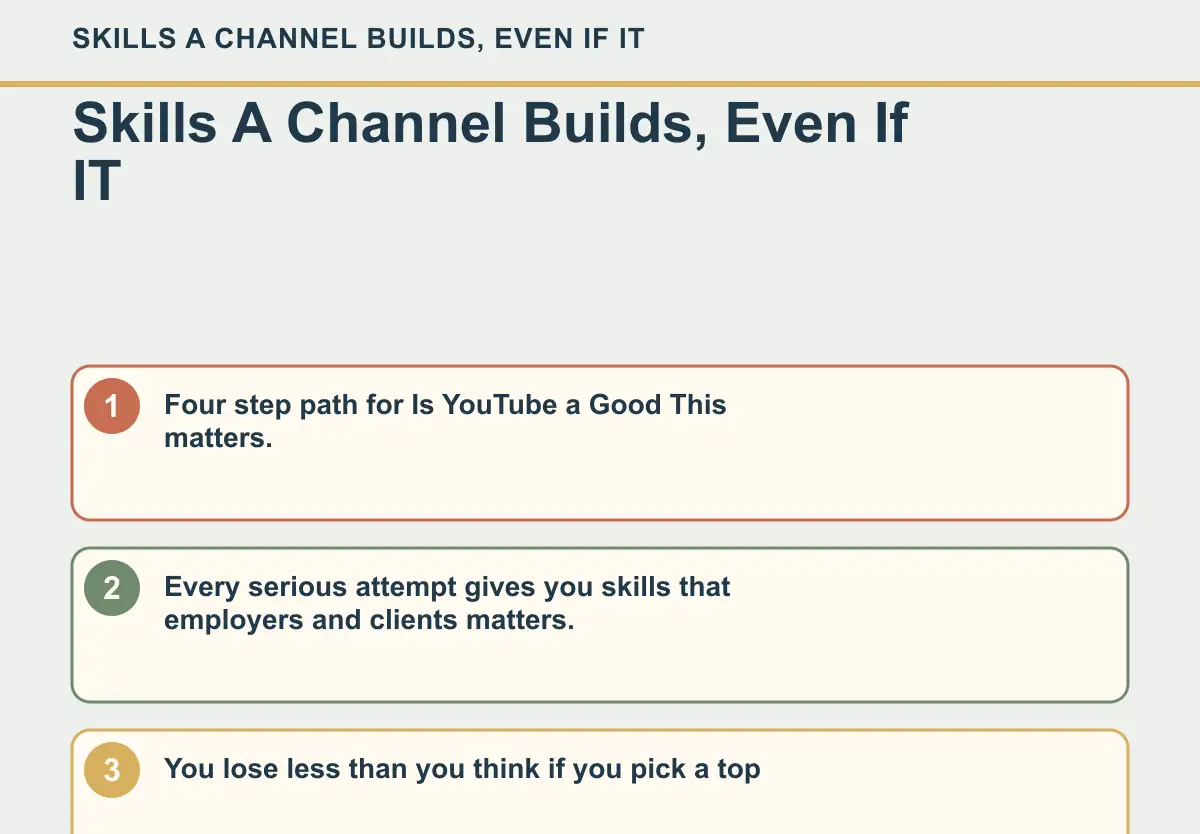 SKILLS A CHANNEL BUILDS, EVEN IF IT
Skills A Channel Builds, Even If
IT
1
Four step path for Is YouTube a Good This
matters.
2
Every serious attempt gives you skills that
employers and clients matters.
3
You lose less than you think if you pick a top